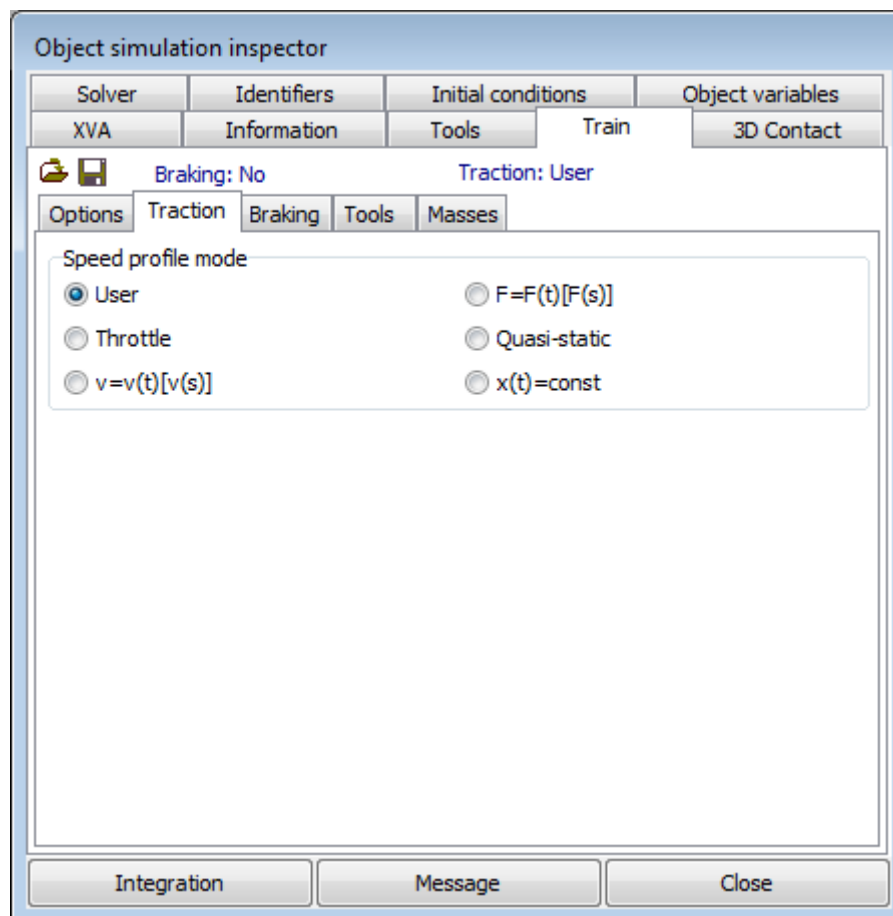 Object simulation inspector
Solver Identifiers Initial conditions Object variables
XVA Information Tools Train 3D Contact
Braking: No Traction: User
Options Traction Braking Tools Masses
Speed profile mode
User F=F(t)[F(s)]
Throttle Quasi-static
v=v(t)[v(s)] x(t)=const
Integration Message Close